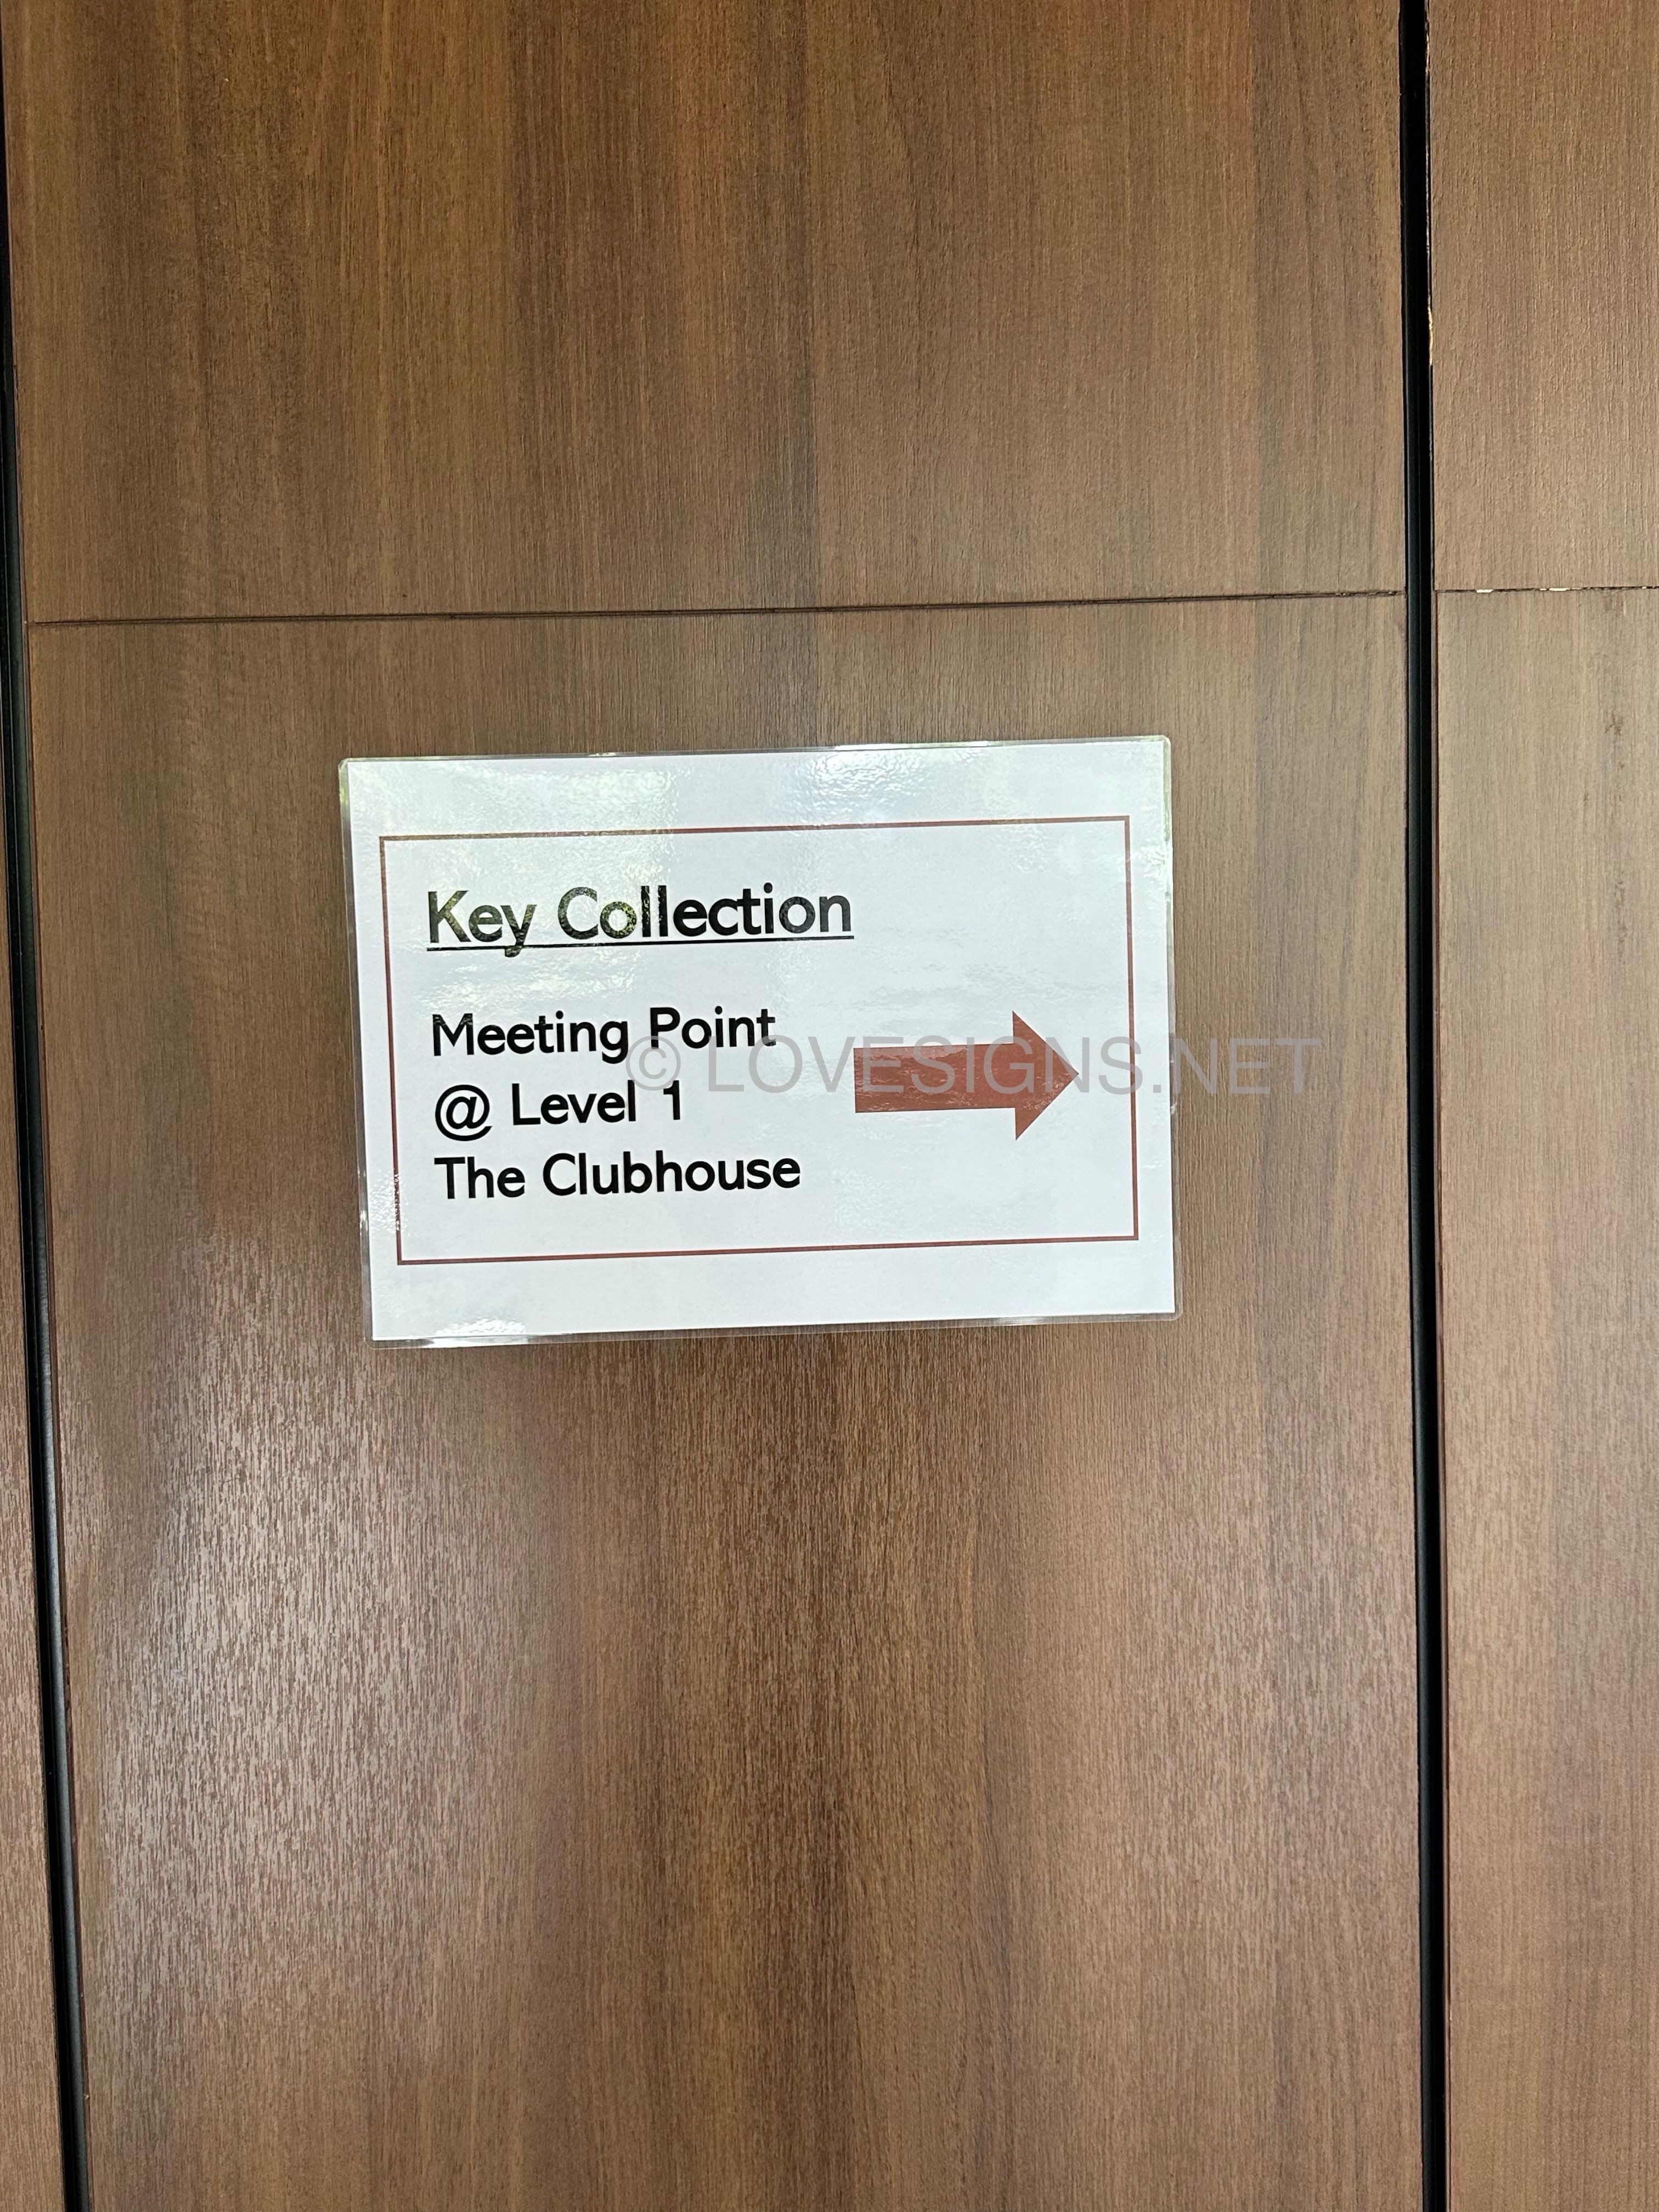 Key Collection
Meeting Point
@ Level 1
The Clubhouse
© LOVESIGNS.NET